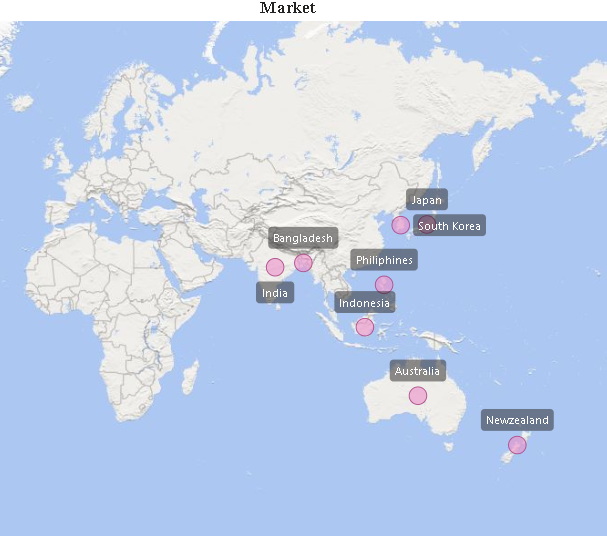 Market
Japan
South Korea
Bangladesh
Philiphines
India
Indonesia
Australia
Newzealand